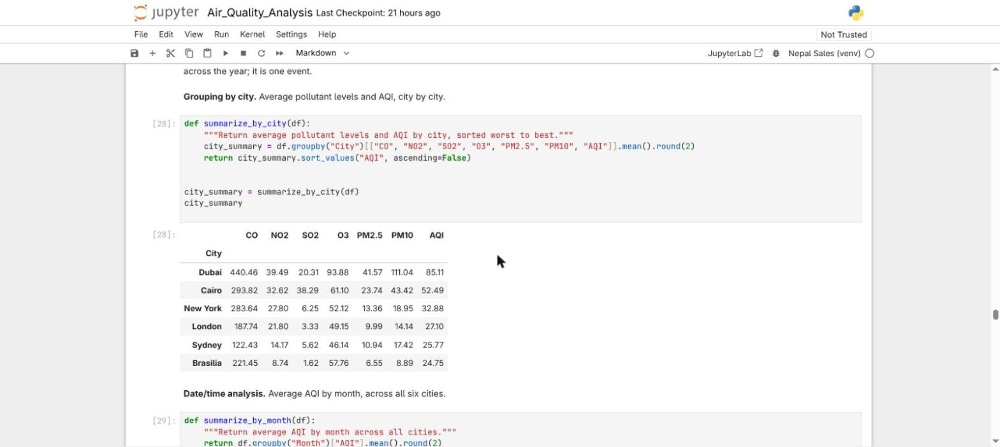 jupyter Air_Quality_Analysis Last Checkpoint: 21 hours ago
File Edit View Run Kernel Settings Help Not Trusted
Markdown JupyterLab Nepal Sales (venv)
across the year; it is one event.
Grouping by city. Average pollutant levels and AQI, city by city.
[28]: def summarize_by_city(df):
    """Return average pollutant levels and AQI by city, sorted worst to best."""
    city_summary = df.groupby("City")[["CO", "NO2", "SO2", "O3", "PM2.5", "PM10", "AQI"]].mean().round(2)
    return city_summary.sort_values("AQI", ascending=False)
city_summary = summarize_by_city(df)
city_summary
[28]: CO NO2 SO2 O3 PM2.5 PM10 AQI
City
Dubai 440.46 39.49 20.31 93.88 41.57 111.04 85.11
Cairo 293.82 32.62 38.29 61.10 23.74 43.42 52.49
New York 283.64 27.80 6.25 52.12 13.36 18.95 32.88
London 187.74 21.80 3.33 49.15 9.99 14.14 27.10
Sydney 122.43 14.17 5.62 46.14 10.94 17.42 25.77
Brasilia 221.45 8.74 1.62 57.76 6.55 8.89 24.75
Date/time analysis. Average AQI by month, across all six cities.
[29]: def summarize_by_month(df):
    """Return average AQI by month across all cities."""
    return df.groupby("Month")["AQI"].mean().round(2)